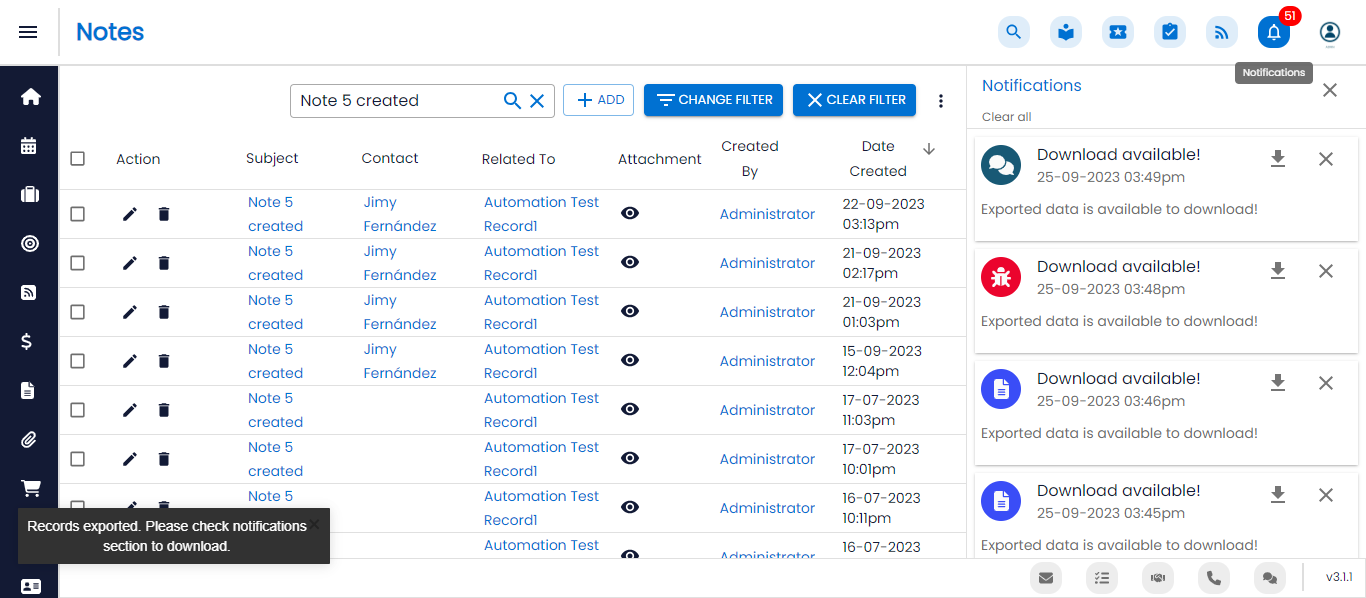 Notes
51
Notifications
Note 5 created
ADD
CHANGE FILTER
CLEAR FILTER
Action
Subject
Contact
Related To
Attachment
Created
By
Date
Created
Note 5
created
Jimy
Fernández
Automation Test
Record1
Administrator
22-09-2023
03:13pm
Note 5
created
Jimy
Fernández
Automation Test
Record1
Administrator
21-09-2023
02:17pm
Note 5
created
Jimy
Fernández
Automation Test
Record1
Administrator
21-09-2023
01:03pm
Note 5
created
Jimy
Fernández
Automation Test
Record1
Administrator
15-09-2023
12:04pm
Note 5
created
Automation Test
Record1
Administrator
17-07-2023
11:03pm
Note 5
created
Automation Test
Record1
Administrator
17-07-2023
10:01pm
Note 5
Automation Test
Record1
Administrator
16-07-2023
10:11pm
Automation Test
Administrator
16-07-2023
Records exported. Please check notifications
section to download.
Notifications
Clear all
Download available!
25-09-2023 03:49pm
Exported data is available to download!
Download available!
25-09-2023 03:48pm
Exported data is available to download!
Download available!
25-09-2023 03:46pm
Exported data is available to download!
Download available!
25-09-2023 03:45pm
Exported data is available to download!
v3.1.1